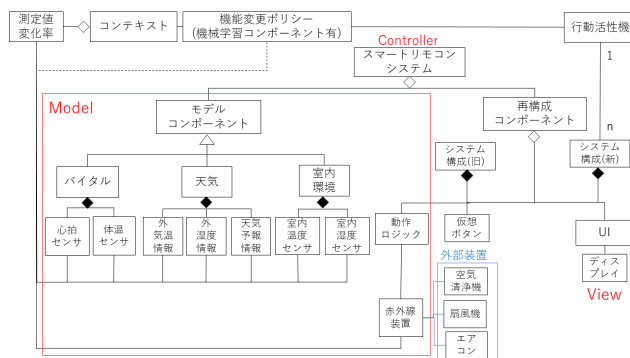 測定値
変化率
コンテキスト
機能変更ポリシー
(機械学習コンポーネント有)
行動活性機
Controller
スマートリモコン
システム
1
n
Model
モデル
コンポーネント
再構成
コンポーネント
システム
構成(旧)
システム
構成(新)
バイタル
天気
室内
環境
心拍
センサ
体温
センサ
外
気温
情報
外
湿度
情報
天気
予報
情報
室内
温度
センサ
室内
湿度
センサ
動作
ロジック
仮想
ボタン
UI
ディス
プレイ
View
外部装置
空気
清浄機
扇風機
エア
コン
赤外線
装置